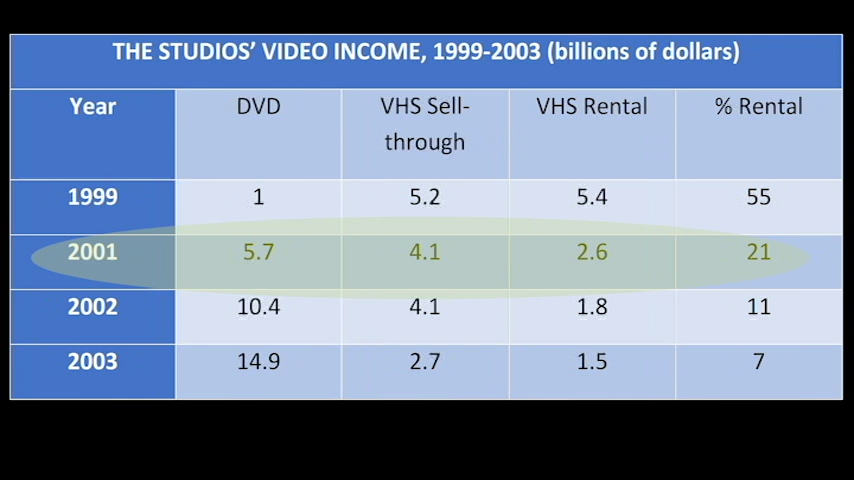 THE STUDIOS’ VIDEO INCOME, 1999-2003 (billions of dollars)
Year DVD VHS Sell- VHS Rental % Rental
through
1999 1 5.2 5.4 55
2001 5.7 4.1 2.6 21
2002 10.4 4.1 1.8 11
2003 14.9 2.7 1.5 7